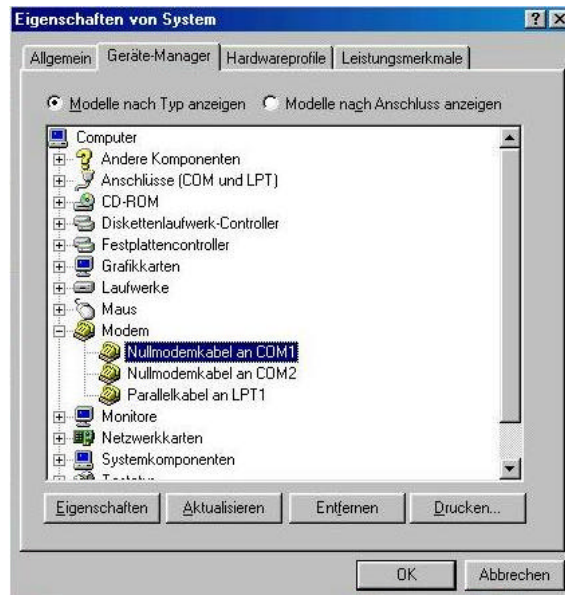 Eigenschaften von System
Allgemein Geräte-Manager Hardwareprofile Leistungsmerkmale
Modelle nach Typ anzeigen Modelle nach Anschluss anzeigen
Computer
Andere Komponenten
Anschlüsse (COM und LPT)
CD-ROM
Diskettenlaufwerk-Controller
Festplattencontroller
Grafikkarten
Laufwerke
Maus
Modem
Nullmodemkabel an COM1
Nullmodemkabel an COM2
Parallelkabel an LPT1
Monitore
Netzwerkkarten
Systemkomponenten
Eigenschaften Aktualisieren Entfernen Drucken...
OK Abbrechen